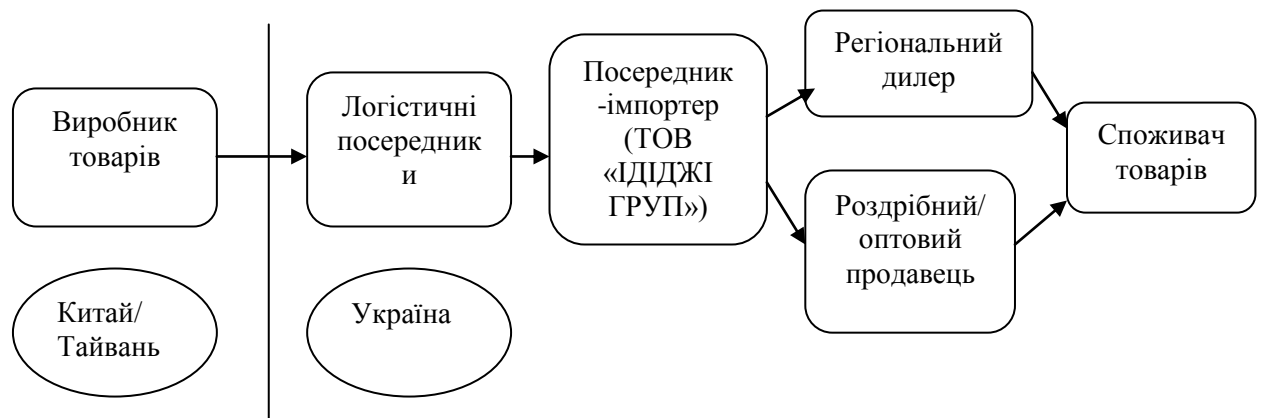 Виробник
товарів
Логістичні
посередник
и
Посередник
-імпортер
(ТОВ
«ІДІДЖІ
ГРУП»)
Регіональний
дилер
Роздрібний/
оптовий
продавець
Споживач
товарів
Китай/
Тайвань
Україна